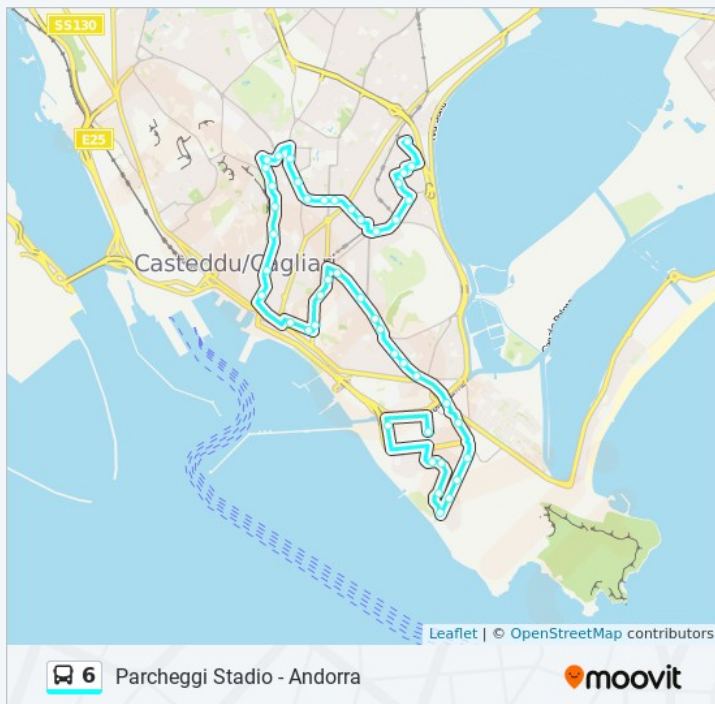 SS130
E25
Casteddu/Cagliari
Leaflet | © OpenStreetMap contributors
6 Parcheggi Stadio - Andorra
moovit